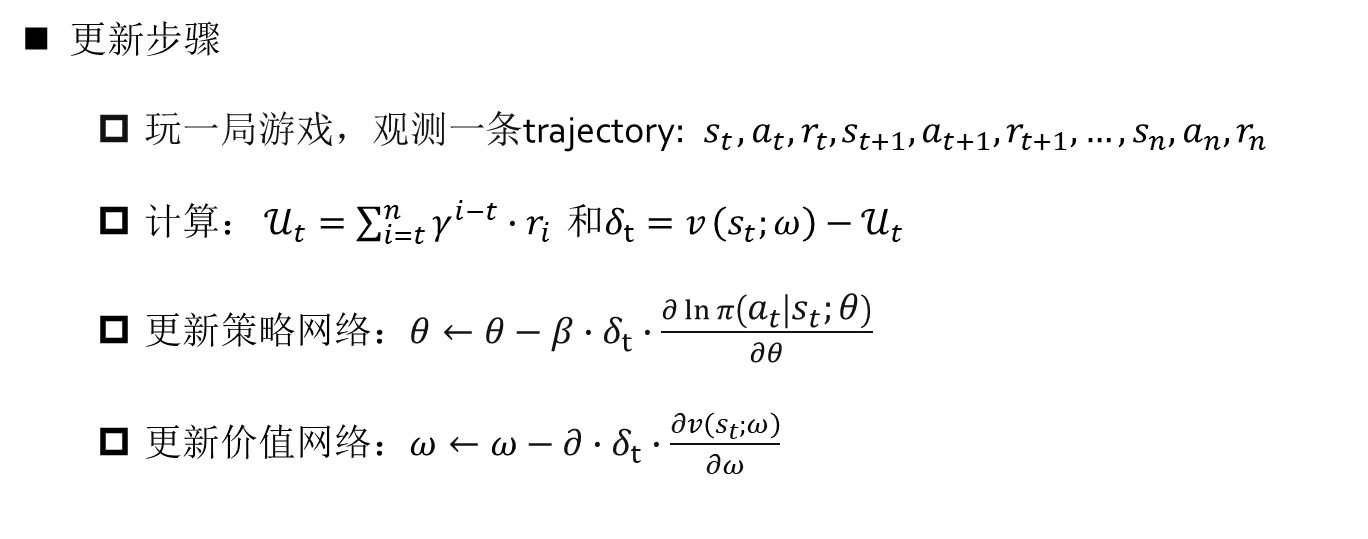 ■ 更新步骤
玩一局游戏，观测一条trajectory: s_t, a_t, r_t, s_{t+1}, a_{t+1}, r_{t+1}, …, s_n, a_n, r_n
计算： 𝒰_t = ∑_{i=t}^{n} γ^{i−t} · r_i 和δ_t = v(s_t; ω) − 𝒰_t
更新策略网络：θ ← θ − β · δ_t · ∂ ln π(a_t|s_t; θ) / ∂θ
更新价值网络：ω ← ω − ∂ · δ_t · ∂v(s_{t;}ω) / ∂ω